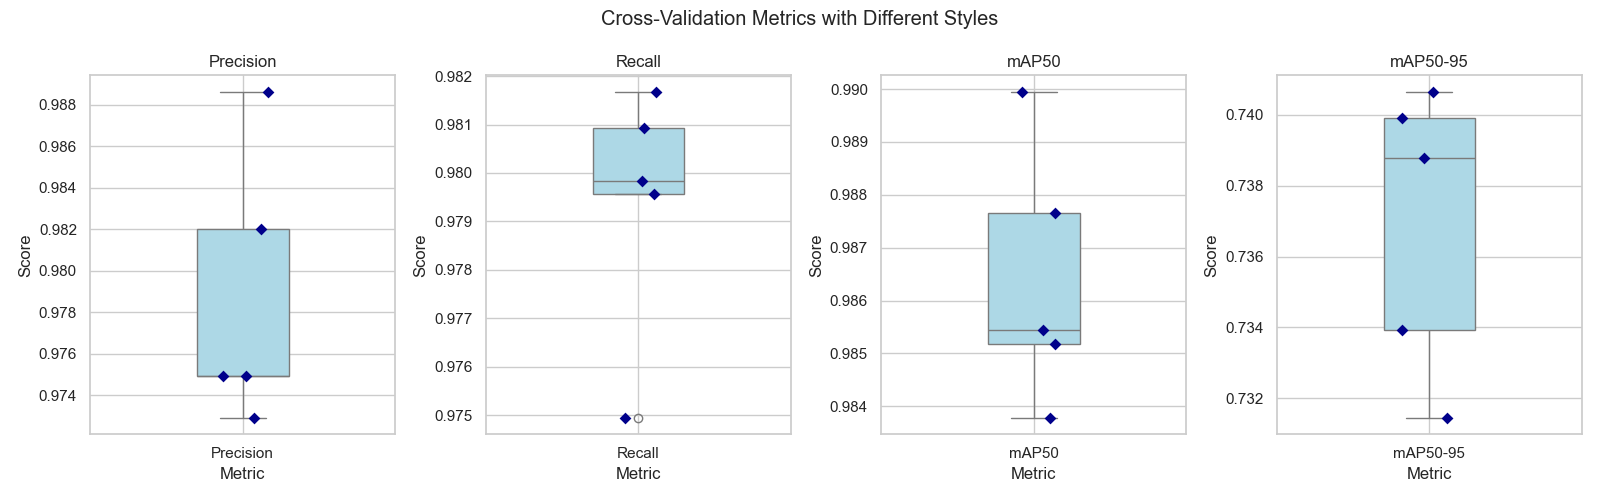 Cross-Validation Metrics with Different Styles
Precision
0.988
0.986
0.984
0.982
0.980
0.978
0.976
0.974
Score
Precision
Metric
Recall
0.982
0.981
0.980
0.979
0.978
0.977
0.976
0.975
Score
Recall
Metric
mAP50
0.990
0.989
0.988
0.987
0.986
0.985
0.984
Score
mAP50
Metric
mAP50-95
0.740
0.738
0.736
0.734
0.732
Score
mAP50-95
Metric